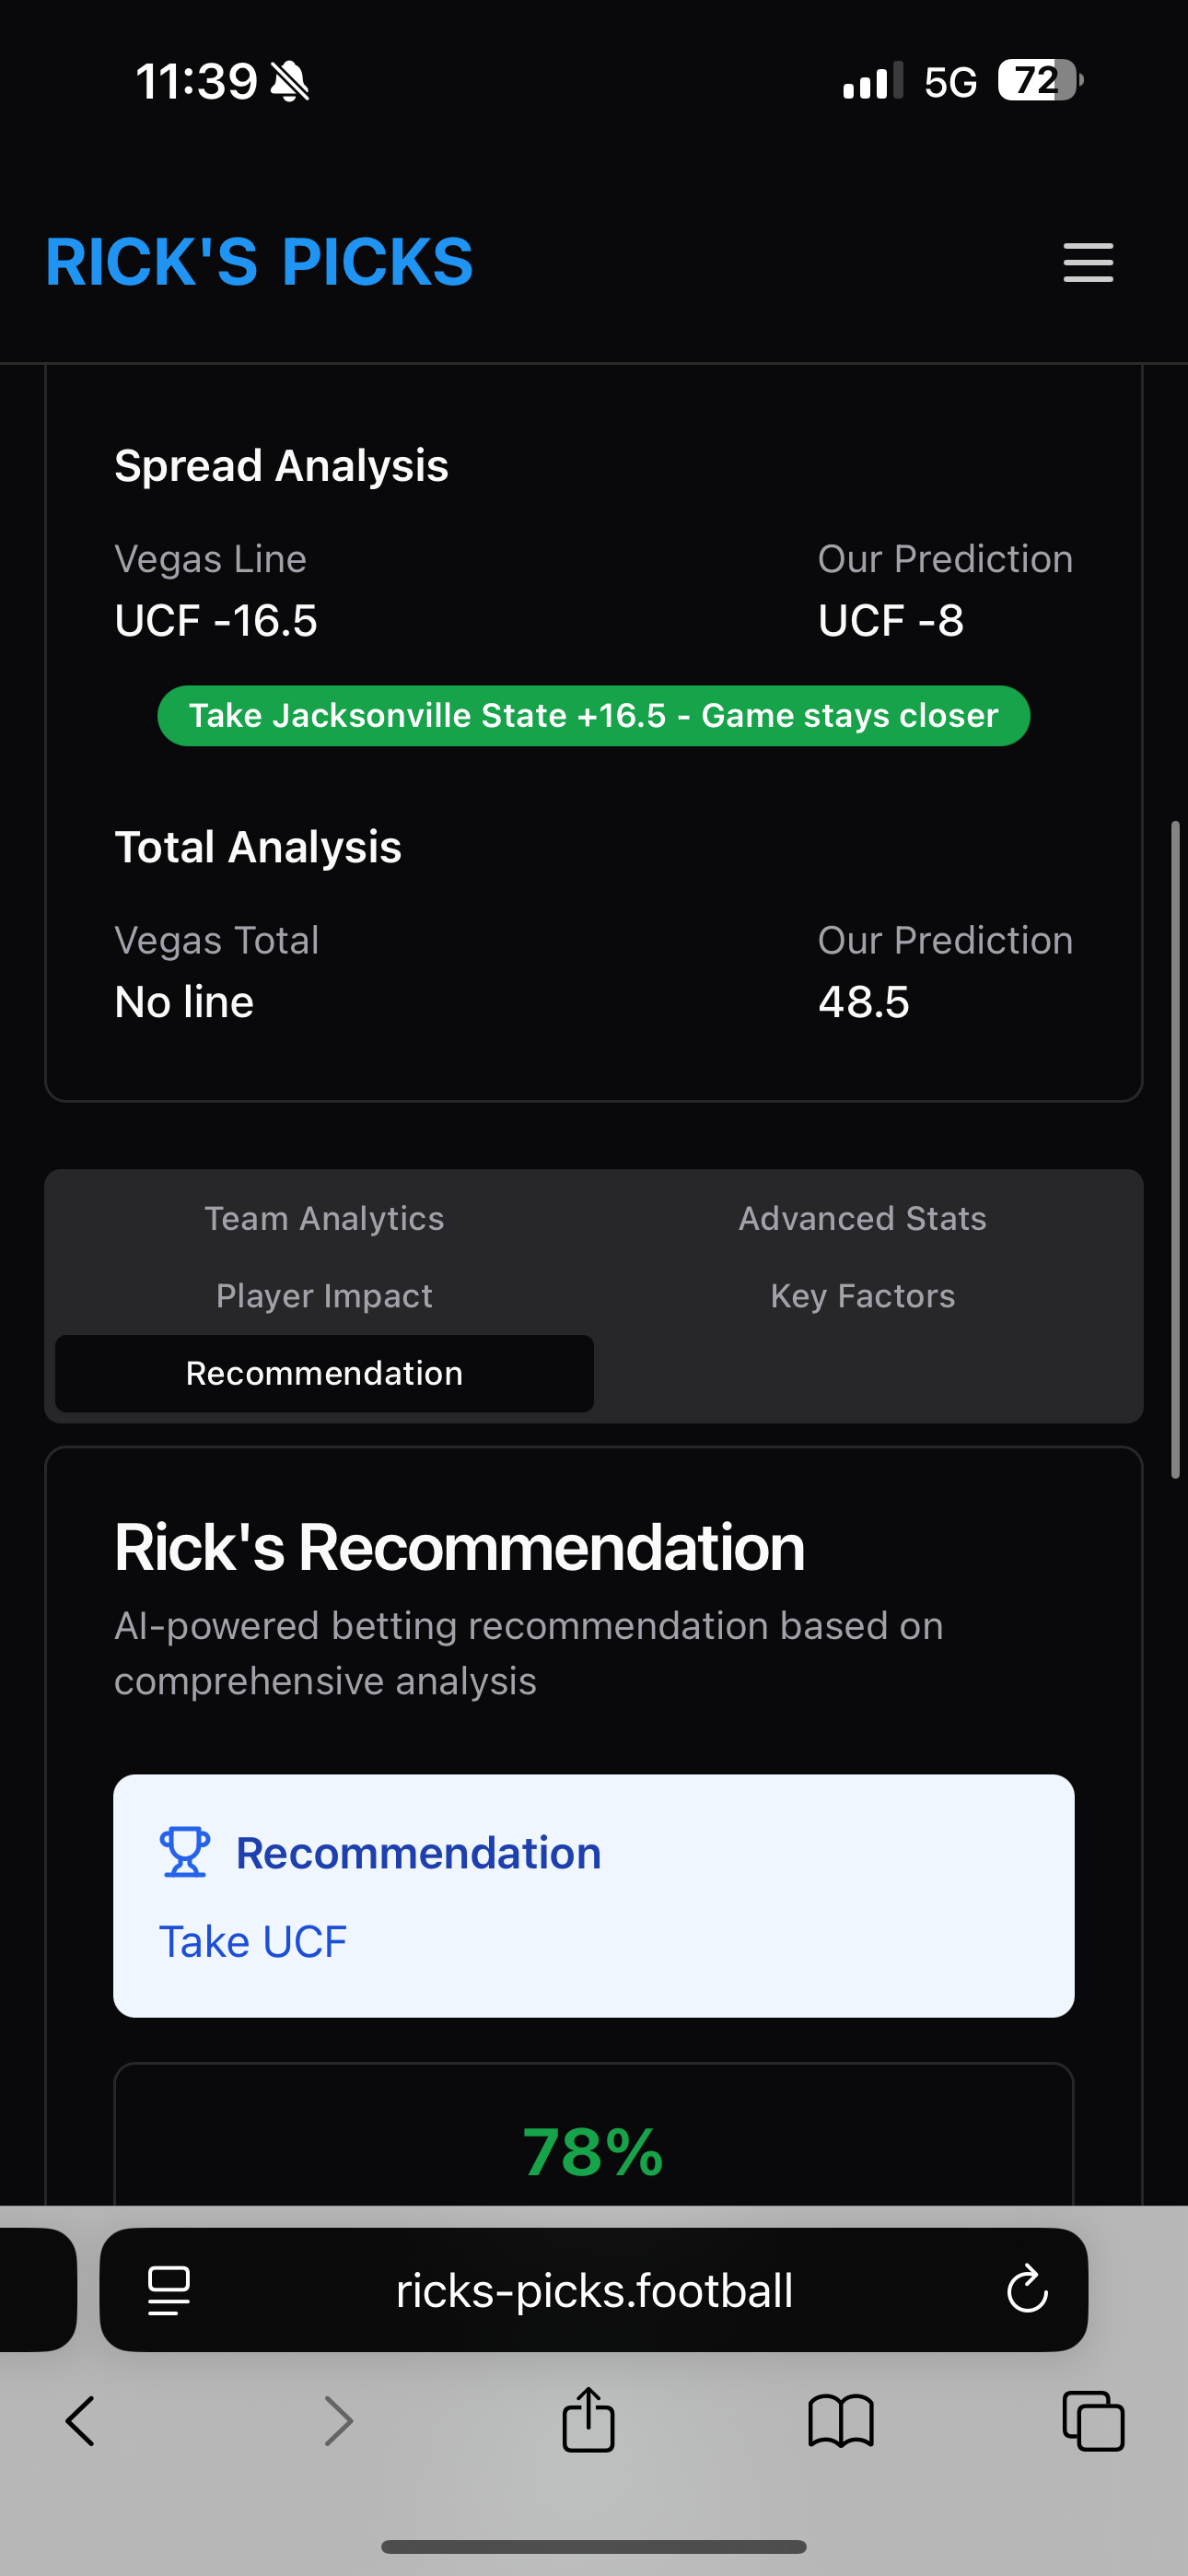 11:39
5G
72
RICK'S PICKS
Spread Analysis
Vegas Line
Our Prediction
UCF -16.5
UCF -8
Take Jacksonville State +16.5 - Game stays closer
Total Analysis
Vegas Total
Our Prediction
No line
48.5
Team Analytics
Advanced Stats
Player Impact
Key Factors
Recommendation
Rick's Recommendation
AI-powered betting recommendation based on
comprehensive analysis
Recommendation
Take UCF
78%
ricks-picks.football